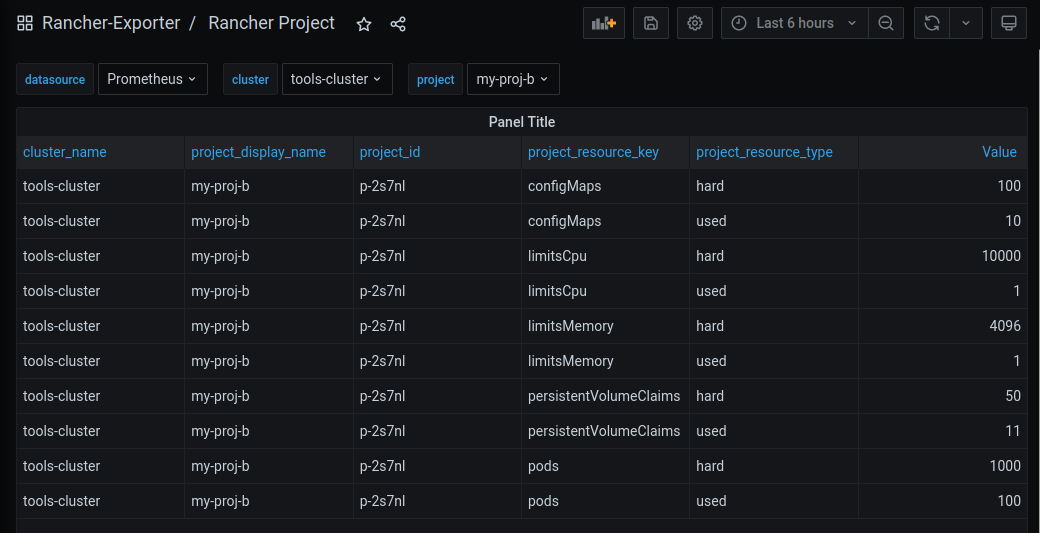 Rancher-Exporter / Rancher Project Last 6 hours
datasource Prometheus cluster tools-cluster project my-proj-b
Panel Title
cluster_name project_display_name project_id project_resource_key project_resource_type Value
tools-cluster my-proj-b p-2s7nl configMaps hard 100
tools-cluster my-proj-b p-2s7nl configMaps used 10
tools-cluster my-proj-b p-2s7nl limitsCpu hard 10000
tools-cluster my-proj-b p-2s7nl limitsCpu used 1
tools-cluster my-proj-b p-2s7nl limitsMemory hard 4096
tools-cluster my-proj-b p-2s7nl limitsMemory used 1
tools-cluster my-proj-b p-2s7nl persistentVolumeClaims hard 50
tools-cluster my-proj-b p-2s7nl persistentVolumeClaims used 11
tools-cluster my-proj-b p-2s7nl pods hard 1000
tools-cluster my-proj-b p-2s7nl pods used 100